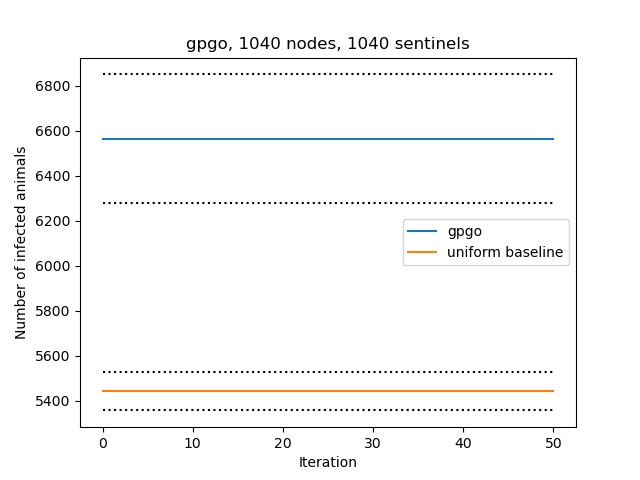 gpgo, 1040 nodes, 1040 sentinels
Number of infected animals
6800
6600
6400
6200
6000
5800
5600
5400
gpgo
uniform baseline
0 10 20 30 40 50
Iteration